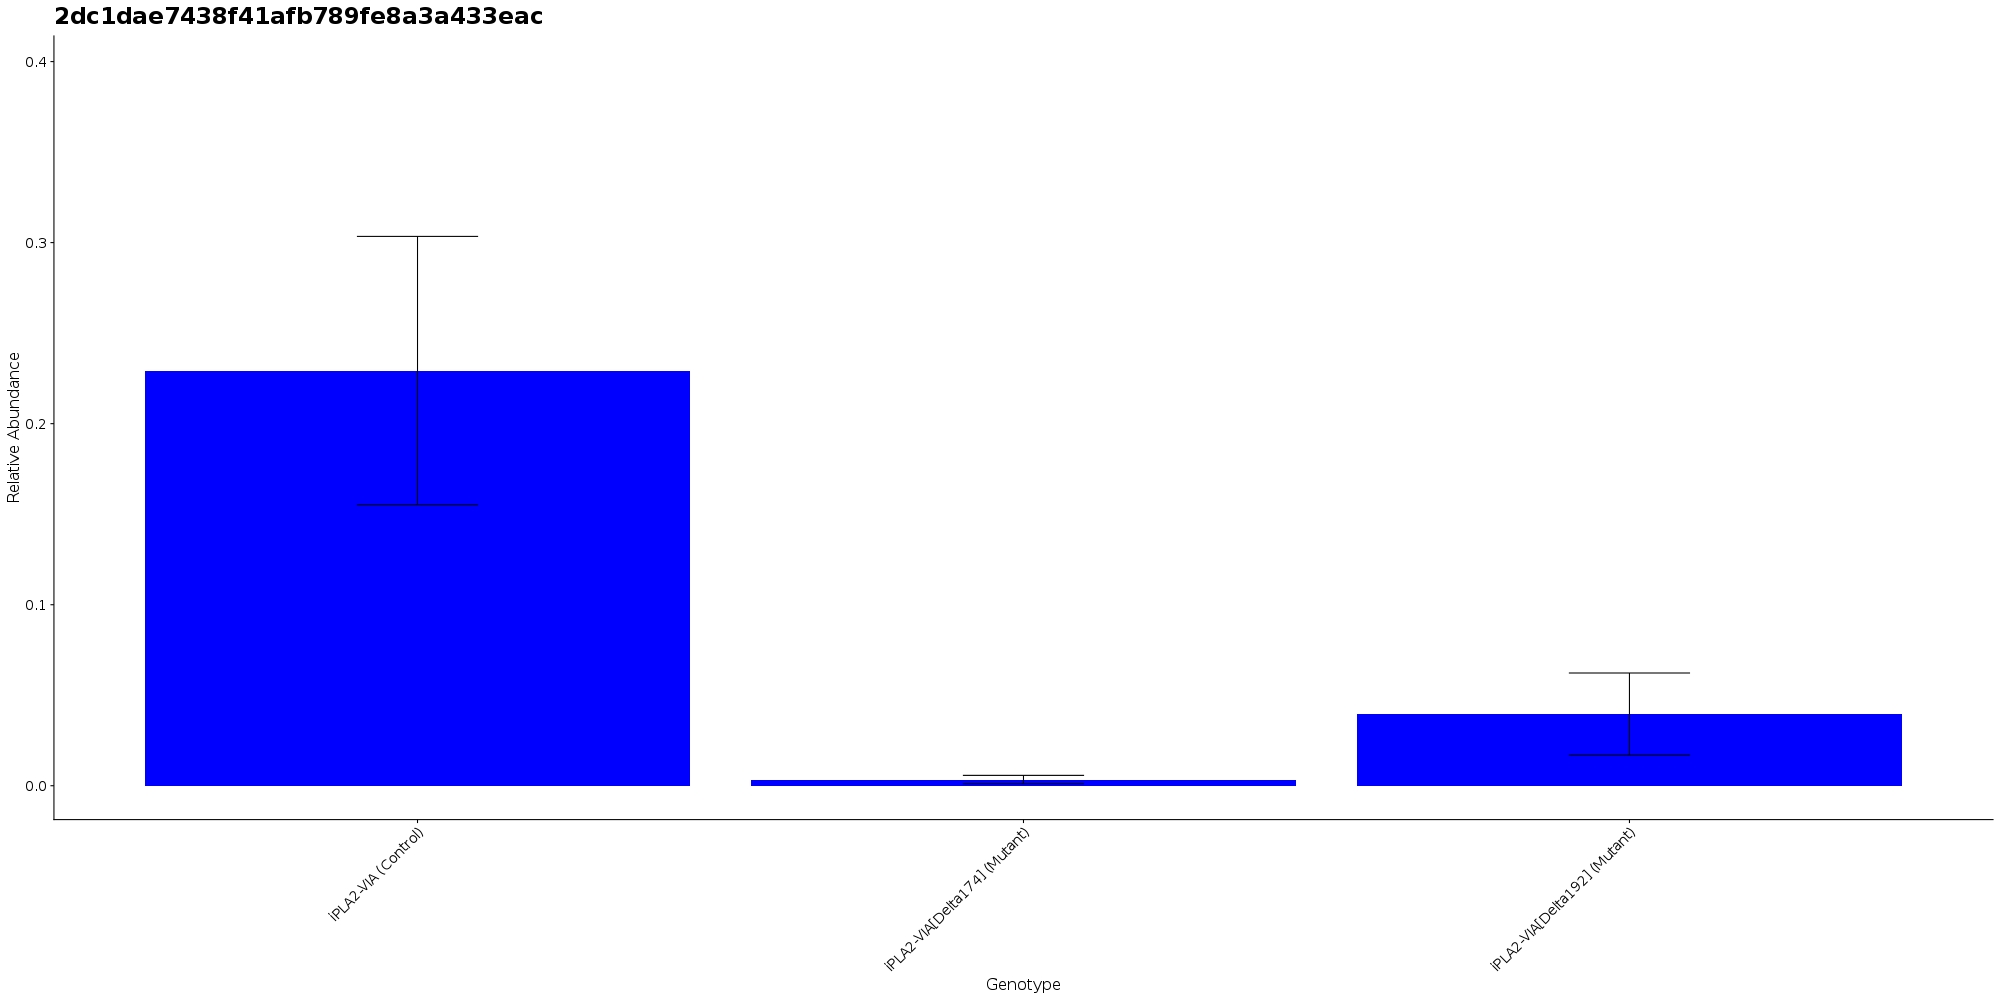 2dc1dae7438f41afb789fe8a3a433eac
Relative Abundance
0.4
0.3
0.2
0.1
0.0
iPLA2-VIA (Control)
iPLA2-VIA[Delta174] (Mutant)
iPLA2-VIA[Delta192] (Mutant)
Genotype